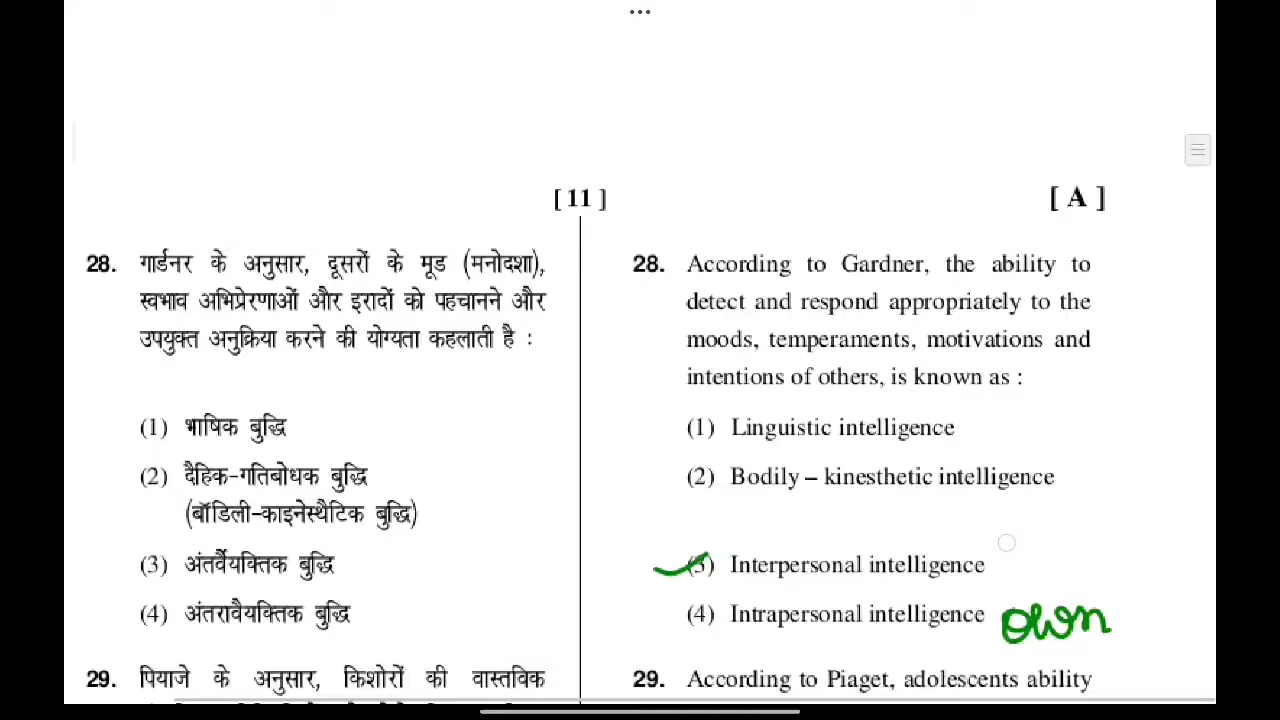 [ 11 ]
[ A ]
28. गार्डनर के अनुसार, दूसरों के मूड (मनोदशा),
स्वभाव अभिप्रेरणाओं और इरादों को पहचानने और
उपयुक्त अनुक्रिया करने की योग्यता कहलाती है :
(1) भाषिक बुद्धि
(2) दैहिक-गतिबोधक बुद्धि
(बॉडिली-काइनेस्थैटिक बुद्धि)
(3) अंतर्वैयक्तिक बुद्धि
(4) अंतरावैयक्तिक बुद्धि
29. पियाजे के अनुसार, किशोरों की वास्तविक
28. According to Gardner, the ability to
detect and respond appropriately to the
moods, temperaments, motivations and
intentions of others, is known as :
(1) Linguistic intelligence
(2) Bodily – kinesthetic intelligence
(3) Interpersonal intelligence
(4) Intrapersonal intelligence own
29. According to Piaget, adolescents ability